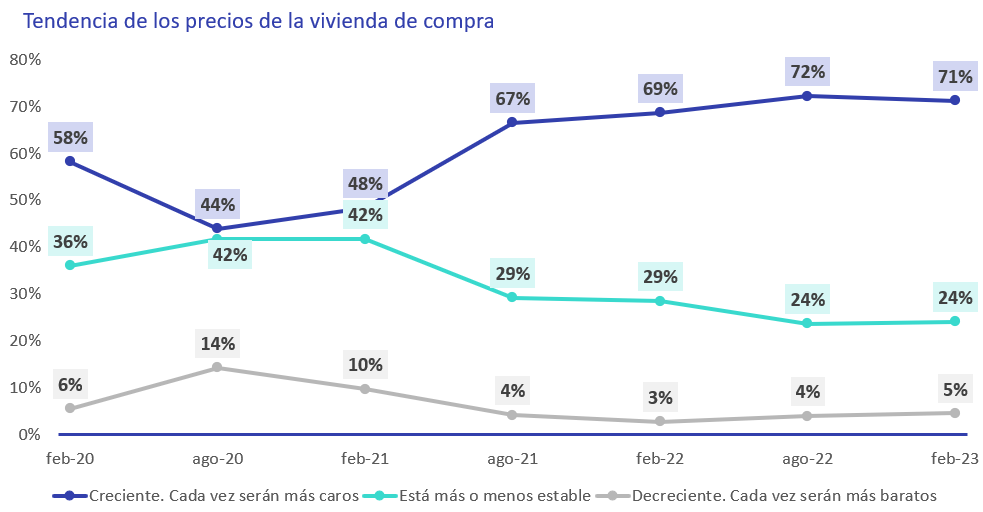 Tendencia de los precios de la vivienda de compra
80%
70%
60%
50%
40%
30%
20%
10%
0%
58% 44% 48% 67% 69% 72% 71%
36% 42% 42% 29% 29% 24% 24%
6% 14% 10% 4% 3% 4% 5%
feb-20 ago-20 feb-21 ago-21 feb-22 ago-22 feb-23
Creciente. Cada vez serán más caros Está más o menos estable Decreciente. Cada vez serán más baratos